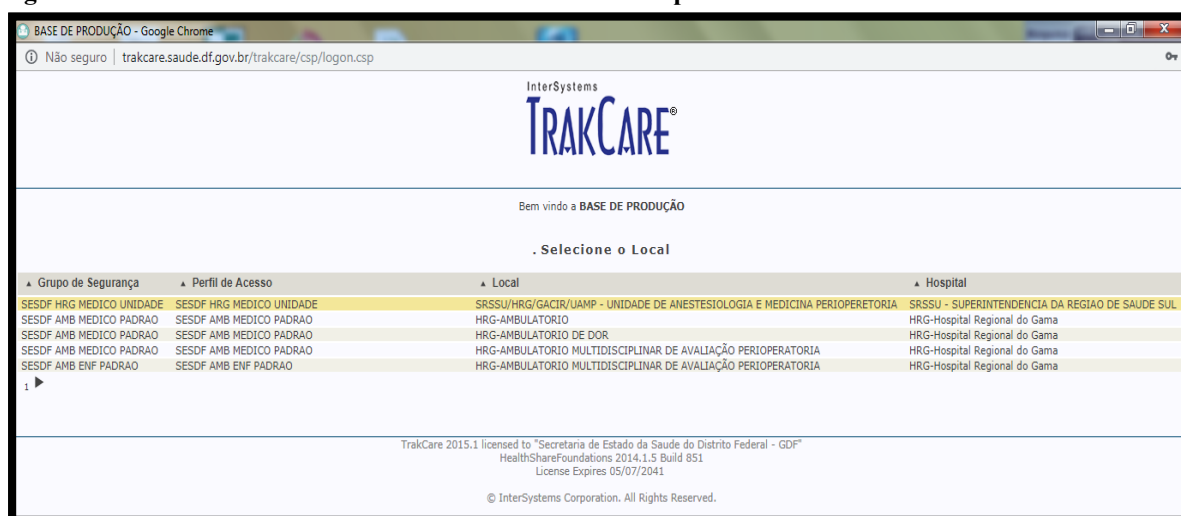 BASE DE PRODUÇÃO - Google Chrome
Não seguro | trakcare.saude.df.gov.br/trakcare/csp/logon.csp
InterSystems
TRAKCARE®
Bem vindo a BASE DE PRODUÇÃO
. Selecione o Local
▲ Grupo de Segurança ▲ Perfil de Acesso ▲ Local ▲ Hospital
SESDF HRG MEDICO UNIDADE SESDF HRG MEDICO UNIDADE SRSSU/HRG/GACIR/UAMP - UNIDADE DE ANESTESIOLOGIA E MEDICINA PERIOPERETORIA SRSSU - SUPERINTENDENCIA DA REGIAO DE SAUDE SUL
SESDF AMB MEDICO PADRAO SESDF AMB MEDICO PADRAO HRG-AMBULATORIO HRG-Hospital Regional do Gama
SESDF AMB MEDICO PADRAO SESDF AMB MEDICO PADRAO HRG-AMBULATORIO DE DOR HRG-Hospital Regional do Gama
SESDF AMB MEDICO PADRAO SESDF AMB MEDICO PADRAO HRG-AMBULATORIO MULTIDISCIPLINAR DE AVALIAÇÃO PERIOPERATORIA HRG-Hospital Regional do Gama
SESDF AMB ENF PADRAO SESDF AMB ENF PADRAO HRG-AMBULATORIO MULTIDISCIPLINAR DE AVALIAÇÃO PERIOPERATORIA HRG-Hospital Regional do Gama
1
TrakCare 2015.1 licensed to "Secretaria de Estado da Saude do Distrito Federal - GDF"
HealthShareFoundations 2014.1.5 Build 851
License Expires 05/07/2041
© InterSystems Corporation. All Rights Reserved.